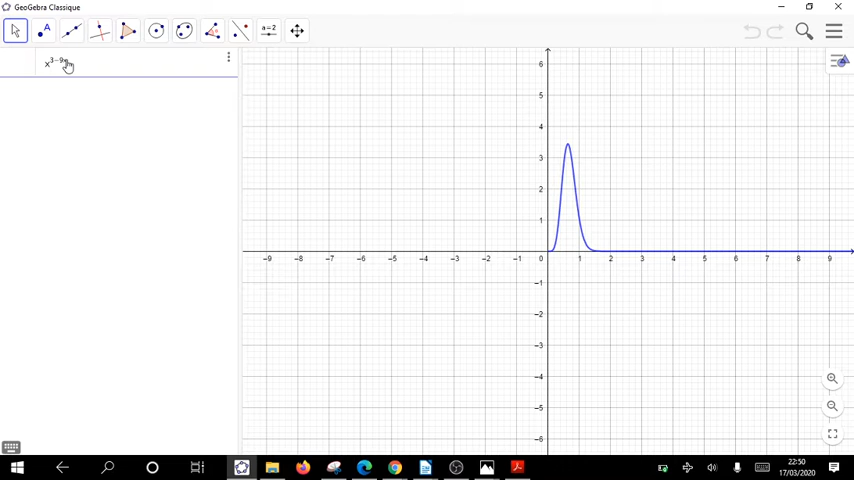 GeoGebra Classique
A
a=2
x^3−9x
6
5
4
3
2
1
−9 −8 −7 −6 −5 −4 −3 −2 −1 0 1 2 3 4 5 6 7 8 9
−1
−2
−3
−4
−5
−6
22:50
17/03/2020